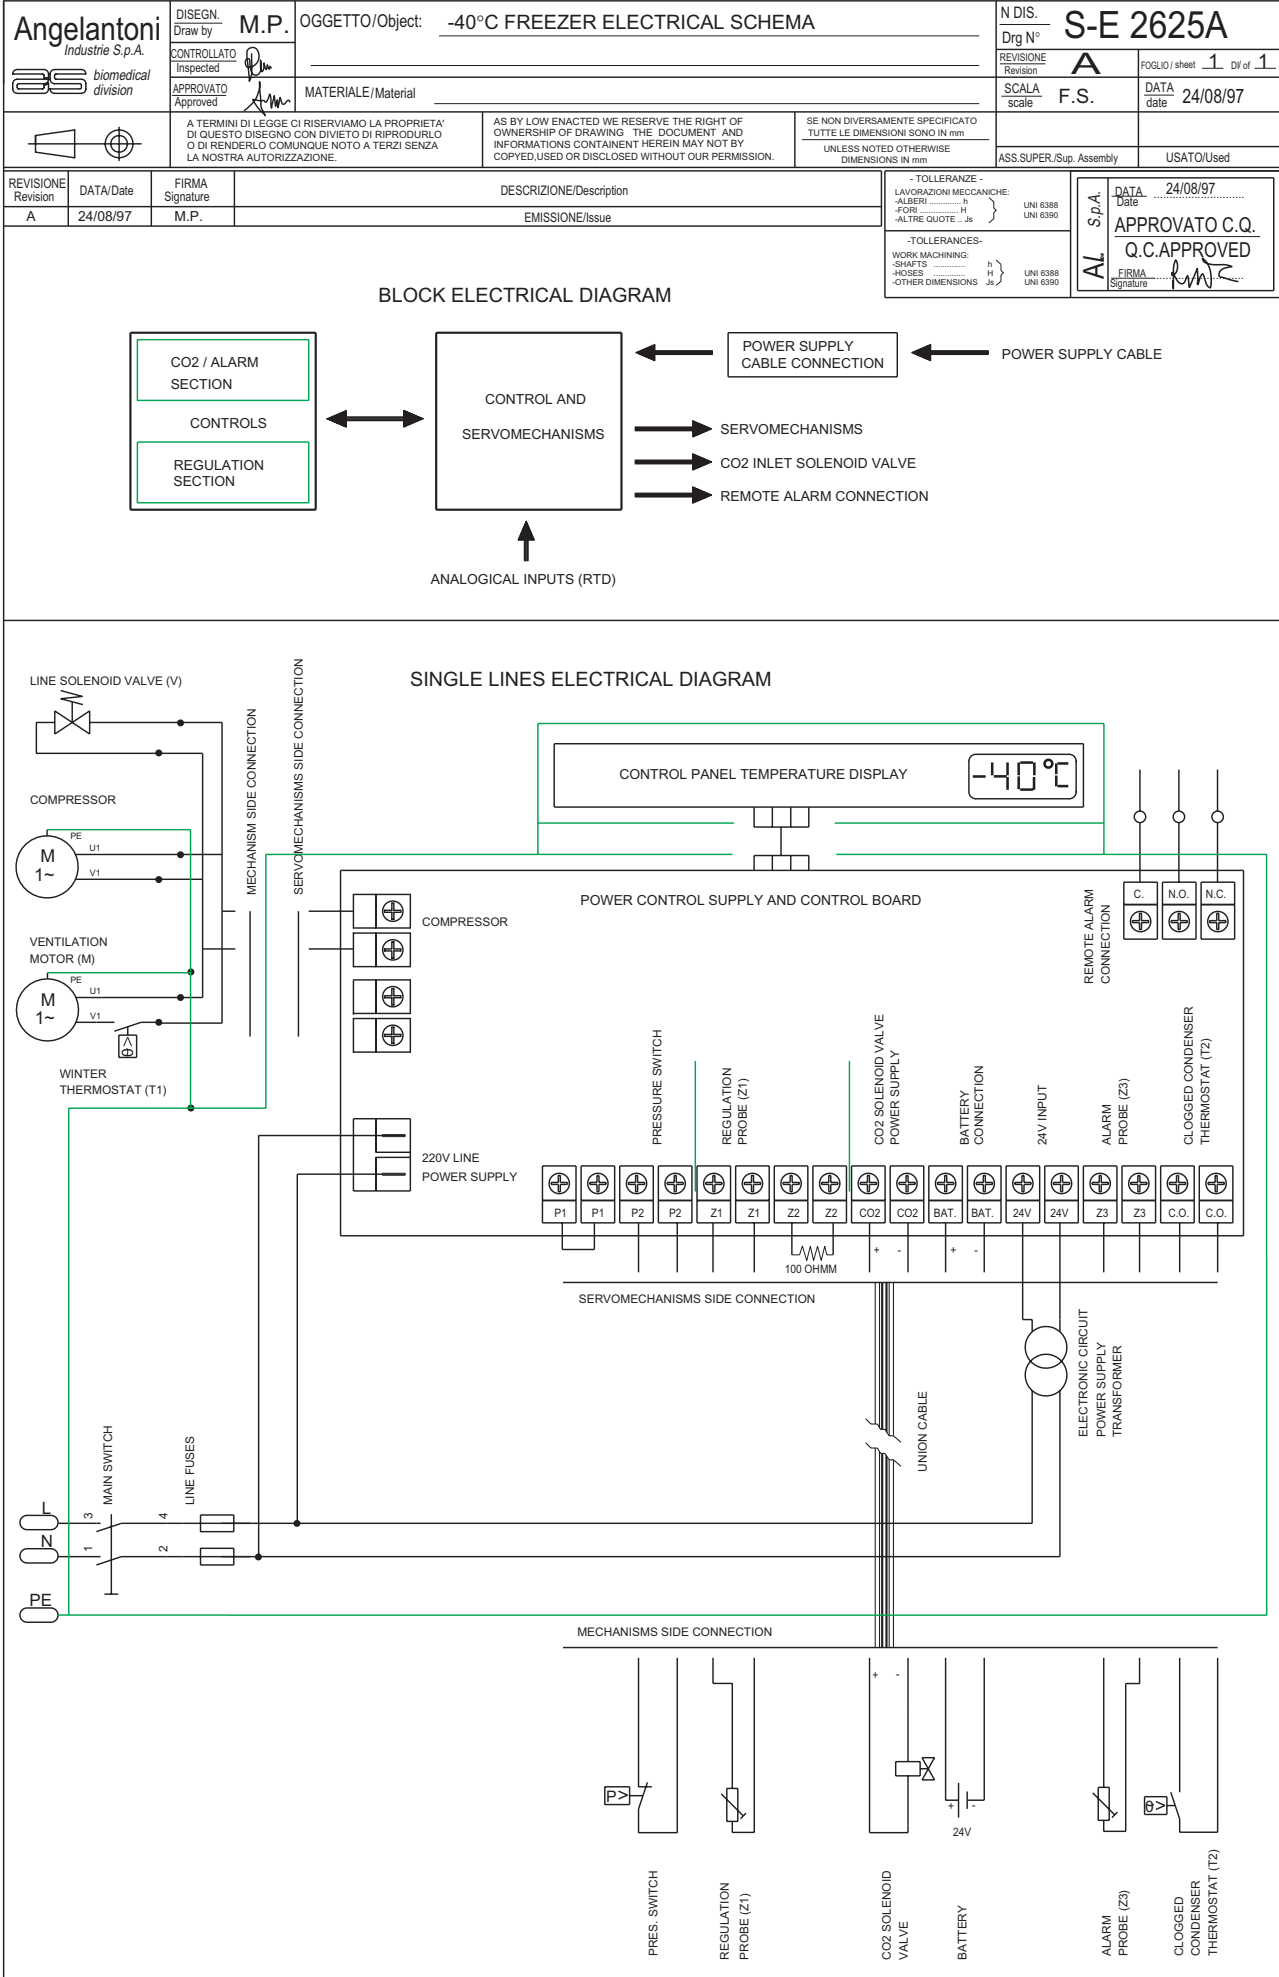 Angelantoni
Industrie S.p.A.
biomedical
division
DISEGN.
Draw by
M.P.
CONTROLLATO
Inspected
APPROVATO
Approved
OGGETTO/Object:
-40°C FREEZER ELECTRICAL SCHEMA
MATERIALE/Material
N DIS.
Drg N°
S-E 2625A
REVISIONE
Revision
A
FOGLIO / sheet 1 Di/ of 1
SCALA
scale
F.S.
DATA
date
24/08/97
A TERMINI DI LEGGE CI RISERVIAMO LA PROPRIETA'
DI QUESTO DISEGNO CON DIVIETO DI RIPRODURLO
O DI RENDERLO COMUNQUE NOTO A TERZI SENZA
LA NOSTRA AUTORIZZAZIONE.
AS BY LOW ENACTED WE RESERVE THE RIGHT OF
OWNERSHIP OF DRAWING THE DOCUMENT AND
INFORMATIONS CONTAINENT HEREIN MAY NOT BY
COPYED,USED OR DISCLOSED WITHOUT OUR PERMISSION.
SE NON DIVERSAMENTE SPECIFICATO
TUTTE LE DIMENSIONI SONO IN mm
UNLESS NOTED OTHERWISE
DIMENSIONS IN mm
ASS.SUPER./Sup. Assembly
USATO/Used
REVISIONE
Revision
DATA/Date
FIRMA
Signature
DESCRIZIONE/Description
A
24/08/97
M.P.
EMISSIONE/Issue
- TOLLERANZE -
LAVORAZIONI MECCANICHE:
-ALBERI ............. h
-FORI ................ H
-ALTRE QUOTE .. Js
UNI 6388
UNI 6390
-TOLLERANCES-
WORK MACHINING:
-SHAFTS ............. h
-HOSES ............. H
-OTHER DIMENSIONS Js
UNI 6388
UNI 6390
AL S.p.A.
DATA
Date
24/08/97
APPROVATO C.Q.
Q.C.APPROVED
FIRMA
Signature
BLOCK ELECTRICAL DIAGRAM
CO2 / ALARM
SECTION
CONTROLS
REGULATION
SECTION
CONTROL AND
SERVOMECHANISMS
POWER SUPPLY
CABLE CONNECTION
POWER SUPPLY CABLE
SERVOMECHANISMS
CO2 INLET SOLENOID VALVE
REMOTE ALARM CONNECTION
ANALOGICAL INPUTS (RTD)
SINGLE LINES ELECTRICAL DIAGRAM
LINE SOLENOID VALVE (V)
COMPRESSOR
M
1~
PE
U1
V1
VENTILATION
MOTOR (M)
M
1~
PE
U1
V1
θ>
WINTER
THERMOSTAT (T1)
MECHANISM SIDE CONNECTION
SERVOMECHANISMS SIDE CONNECTION
CONTROL PANEL TEMPERATURE DISPLAY
-40°C
POWER CONTROL SUPPLY AND CONTROL BOARD
COMPRESSOR
REMOTE ALARM
CONNECTION
C.
N.O.
N.C.
220V LINE
POWER SUPPLY
PRESSURE SWITCH
REGULATION
PROBE (Z1)
CO2 SOLENOID VALVE
POWER SUPPLY
BATTERY
CONNECTION
24V INPUT
ALARM
PROBE (Z3)
CLOGGED CONDENSER
THERMOSTAT (T2)
P1
P1
P2
P2
Z1
Z1
Z2
Z2
CO2
CO2
BAT.
BAT.
24V
24V
Z3
Z3
C.O.
C.O.
100 OHMM
+ -
+ -
SERVOMECHANISMS SIDE CONNECTION
ELECTRONIC CIRCUIT
POWER SUPPLY
TRANSFORMER
UNION CABLE
MAIN SWITCH
LINE FUSES
L
3
4
N
1
2
PE
MECHANISMS SIDE CONNECTION
+ -
P>
+ -
24V
θ>
PRES. SWITCH
REGULATION
PROBE (Z1)
CO2 SOLENOID
VALVE
BATTERY
ALARM
PROBE (Z3)
CLOGGED
CONDENSER
THERMOSTAT (T2)